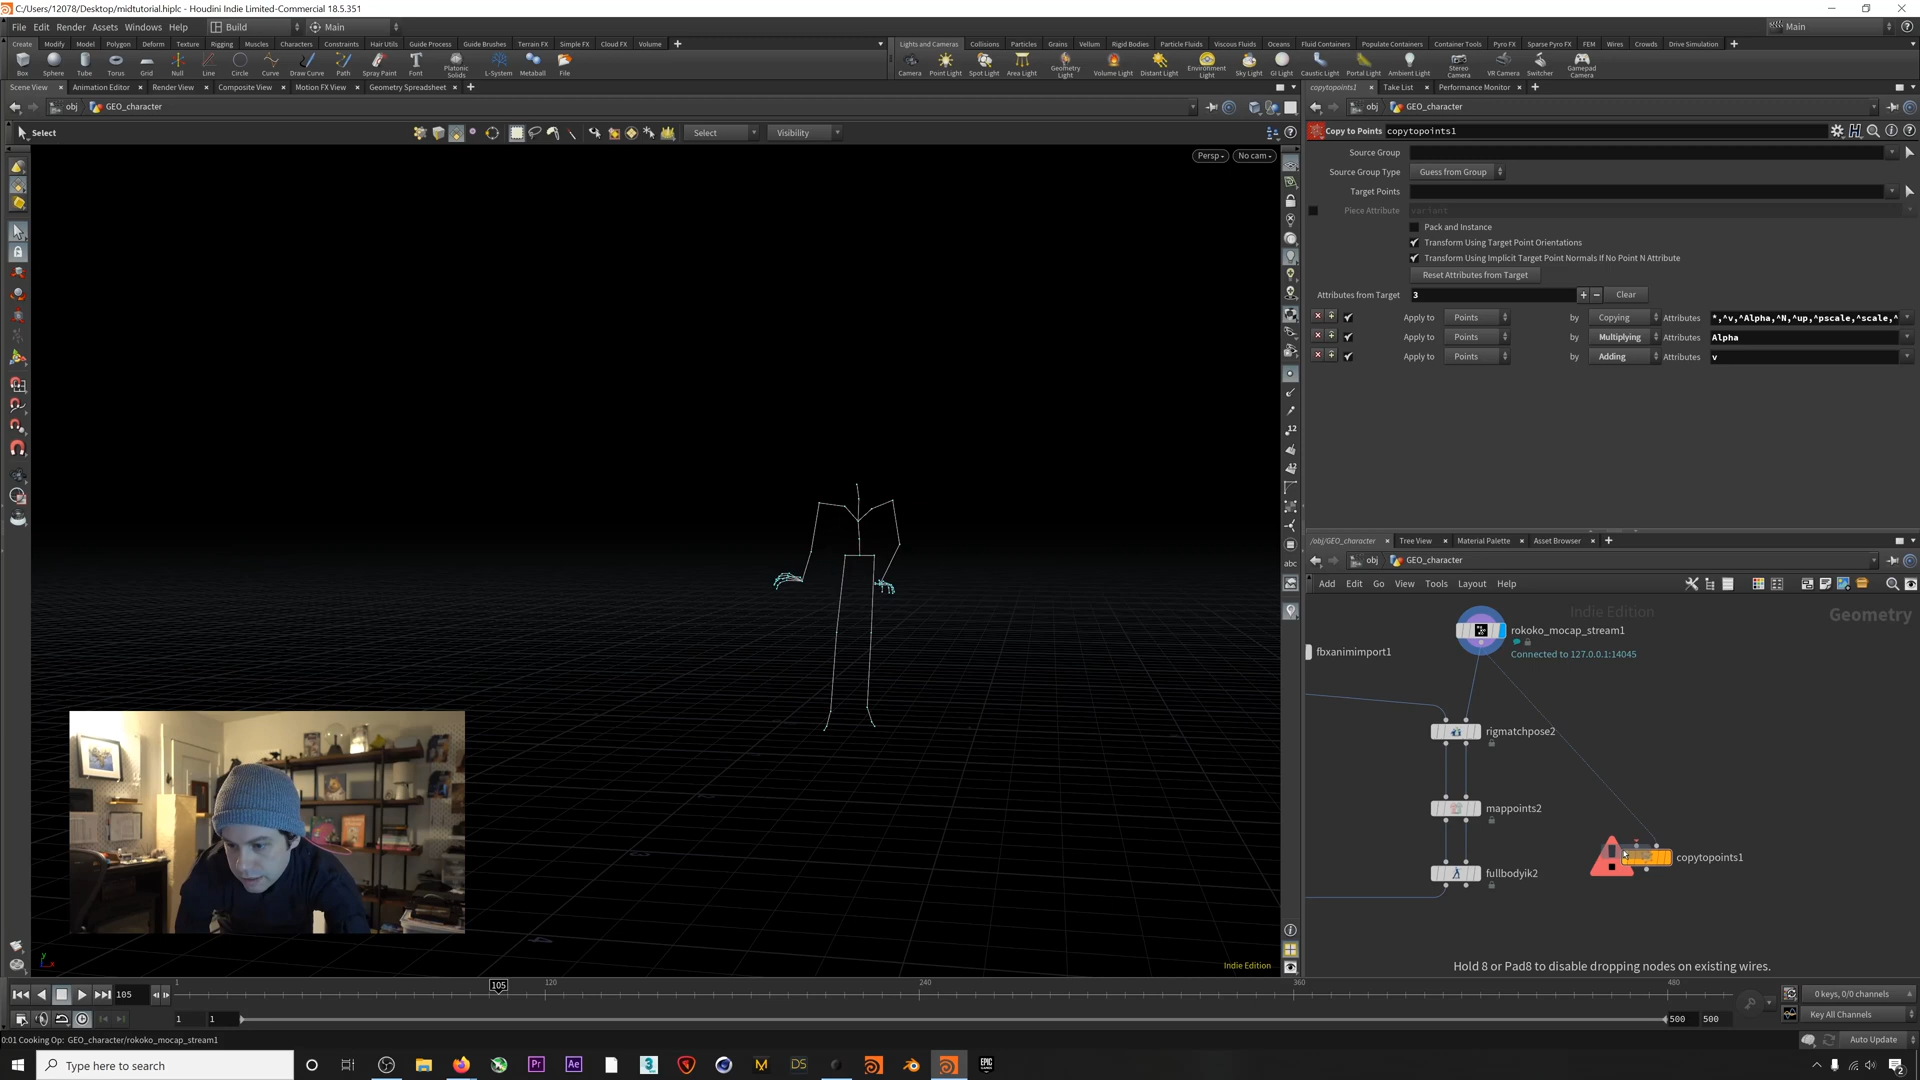 C:/Users/12078/Desktop/midtutorial.hiplc - Houdini Indie Limited-Commercial 18.5.351
File Edit Render Assets Windows Help Build Main Main
Create Modify Model Polygon Deform Texture Rigging Muscles Characters Constraints Hair Utils Guide Process Guide Brushes Terrain FX Simple FX Cloud FX Volume
Lights and Cameras Collisions Particles Grains Vellum Rigid Bodies Particle Fluids Viscous Fluids Oceans Fluid Containers Populate Containers Container Tools Pyro FX Sparse Pyro FX FEM Wires Crowds Drive Simulation
Box Sphere Tube Torus Grid Null Line Circle Curve Draw Curve Path Spray Paint Font Platonic Solids L-System Metaball File
Camera Point Light Spot Light Area Light Geometry Light Volume Light Distant Light Environment Light Sky Light GI Light Caustic Light Portal Light Ambient Light Stereo Camera VR Camera Switcher Gamepad Camera
Scene View Animation Editor Render View Composite View Motion FX View Geometry Spreadsheet
copytopoints1 Take List Performance Monitor
obj GEO_character
obj GEO_character
Select Select Visibility
Persp No cam
Copy to Points copytopoints1
Source Group
Source Group Type Guess from Group
Target Points
Piece Attribute variant
Pack and Instance
Transform Using Target Point Orientations
Transform Using Implicit Target Point Normals If No Point N Attribute
Reset Attributes from Target
Attributes from Target 3 Clear
Apply to Points by Copying Attributes *,^v,^Alpha,^N,^up,^pscale,^scale,^
Apply to Points by Multiplying Attributes Alpha
Apply to Points by Adding Attributes v
/obj/GEO_character Tree View Material Palette Asset Browser
obj GEO_character
Add Edit Go View Tools Layout Help
Indie Edition
Geometry
rokoko_mocap_stream1
Connected to 127.0.0.1:14045
fbxanimimport1
rigmatchpose2
mappoints2
copytopoints1
fullbodyik2
Hold 8 or Pad8 to disable dropping nodes on existing wires.
Indie Edition
105 1 105 120 240 360 480
1 1 500 500
0 keys, 0/0 channels
Key All Channels
0:01 Cooking Op: GEO_character/rokoko_mocap_stream1
Auto Update
Type here to search